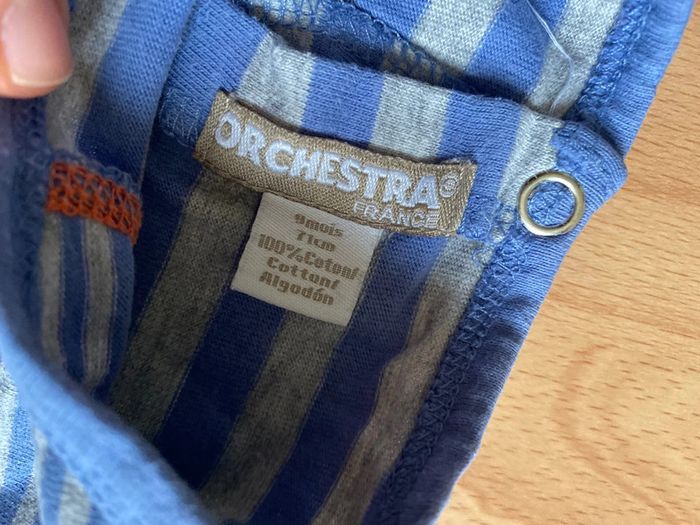 ORCHESTRA®
FRANCE
9mois
71cm
100%Coton/
Cotton/
Algodón